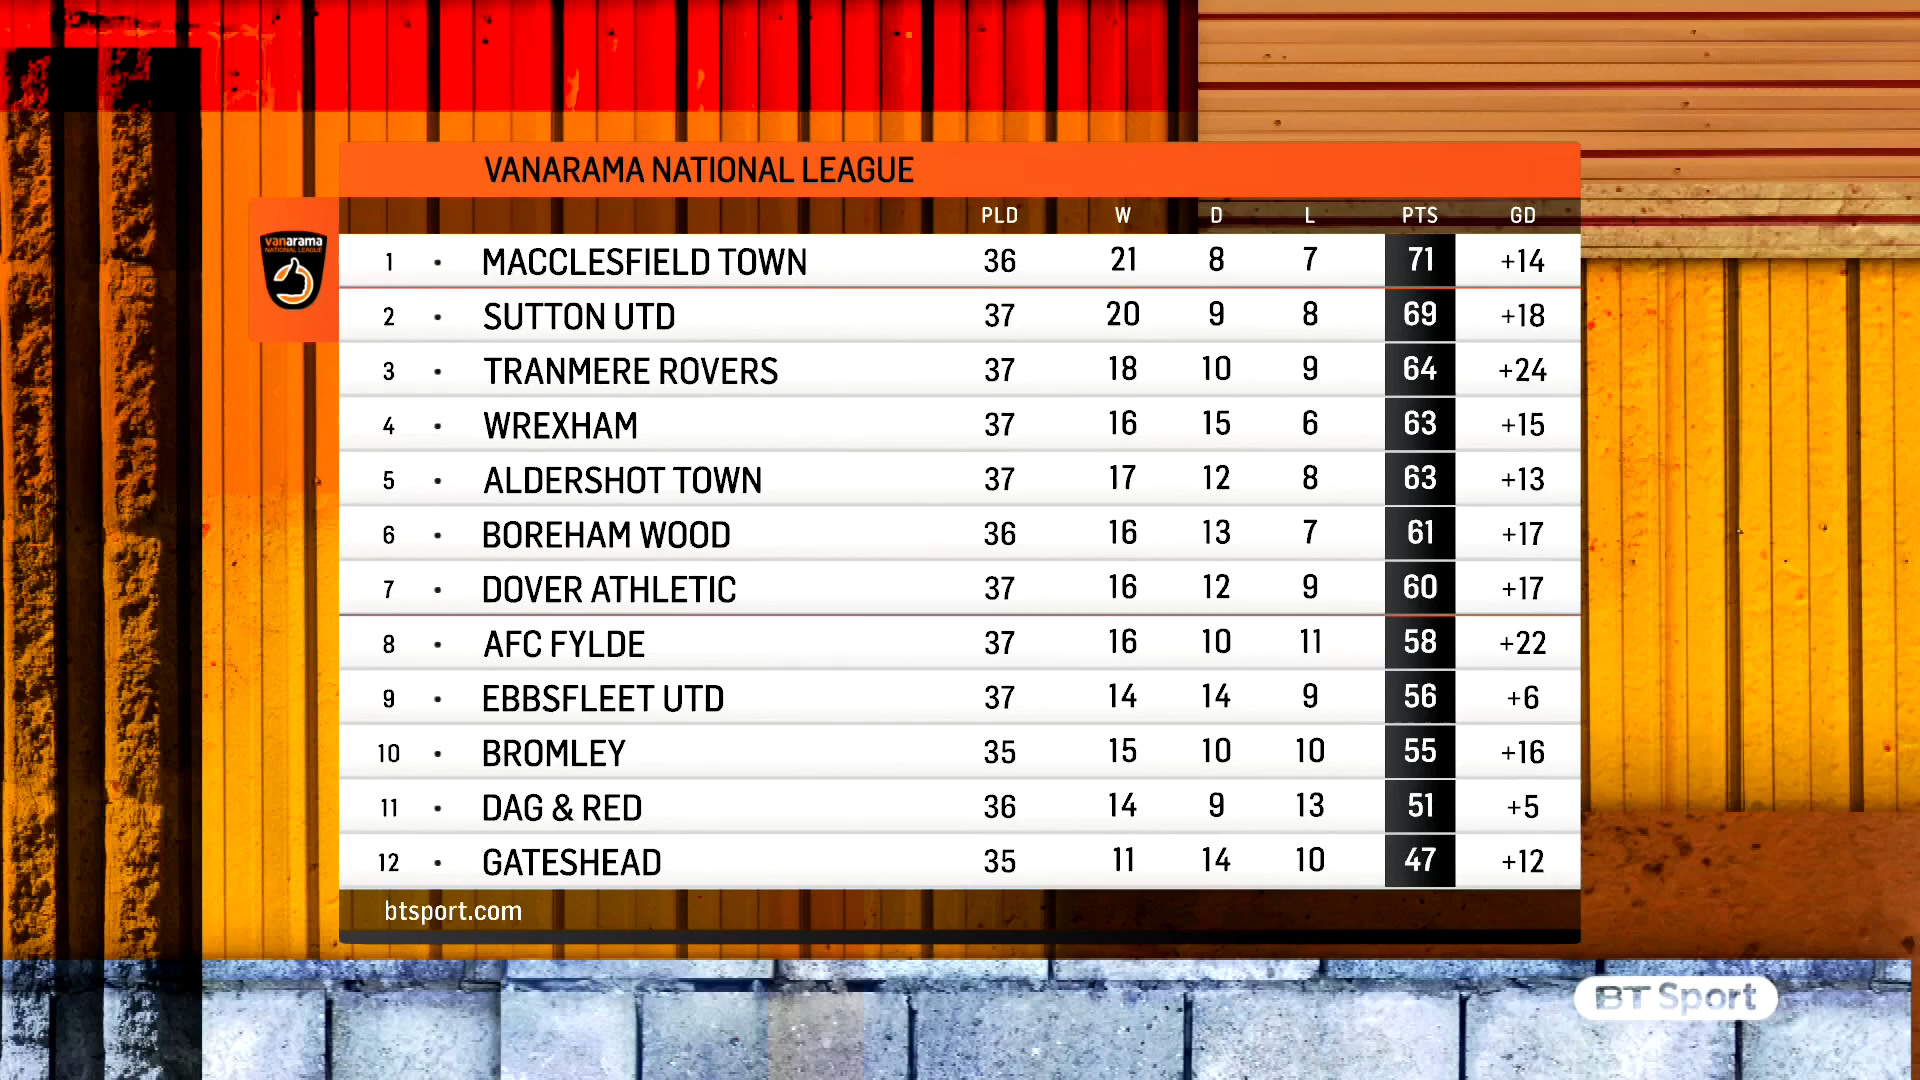 VANARAMA NATIONAL LEAGUE
PLD W D L PTS GD
vanarama
NATIONAL LEAGUE
1 • MACCLESFIELD TOWN 36 21 8 7 71 +14
2 • SUTTON UTD 37 20 9 8 69 +18
3 • TRANMERE ROVERS 37 18 10 9 64 +24
4 • WREXHAM 37 16 15 6 63 +15
5 • ALDERSHOT TOWN 37 17 12 8 63 +13
6 • BOREHAM WOOD 36 16 13 7 61 +17
7 • DOVER ATHLETIC 37 16 12 9 60 +17
8 • AFC FYLDE 37 16 10 11 58 +22
9 • EBBSFLEET UTD 37 14 14 9 56 +6
10 • BROMLEY 35 15 10 10 55 +16
11 • DAG & RED 36 14 9 13 51 +5
12 • GATESHEAD 35 11 14 10 47 +12
btsport.com
BT Sport